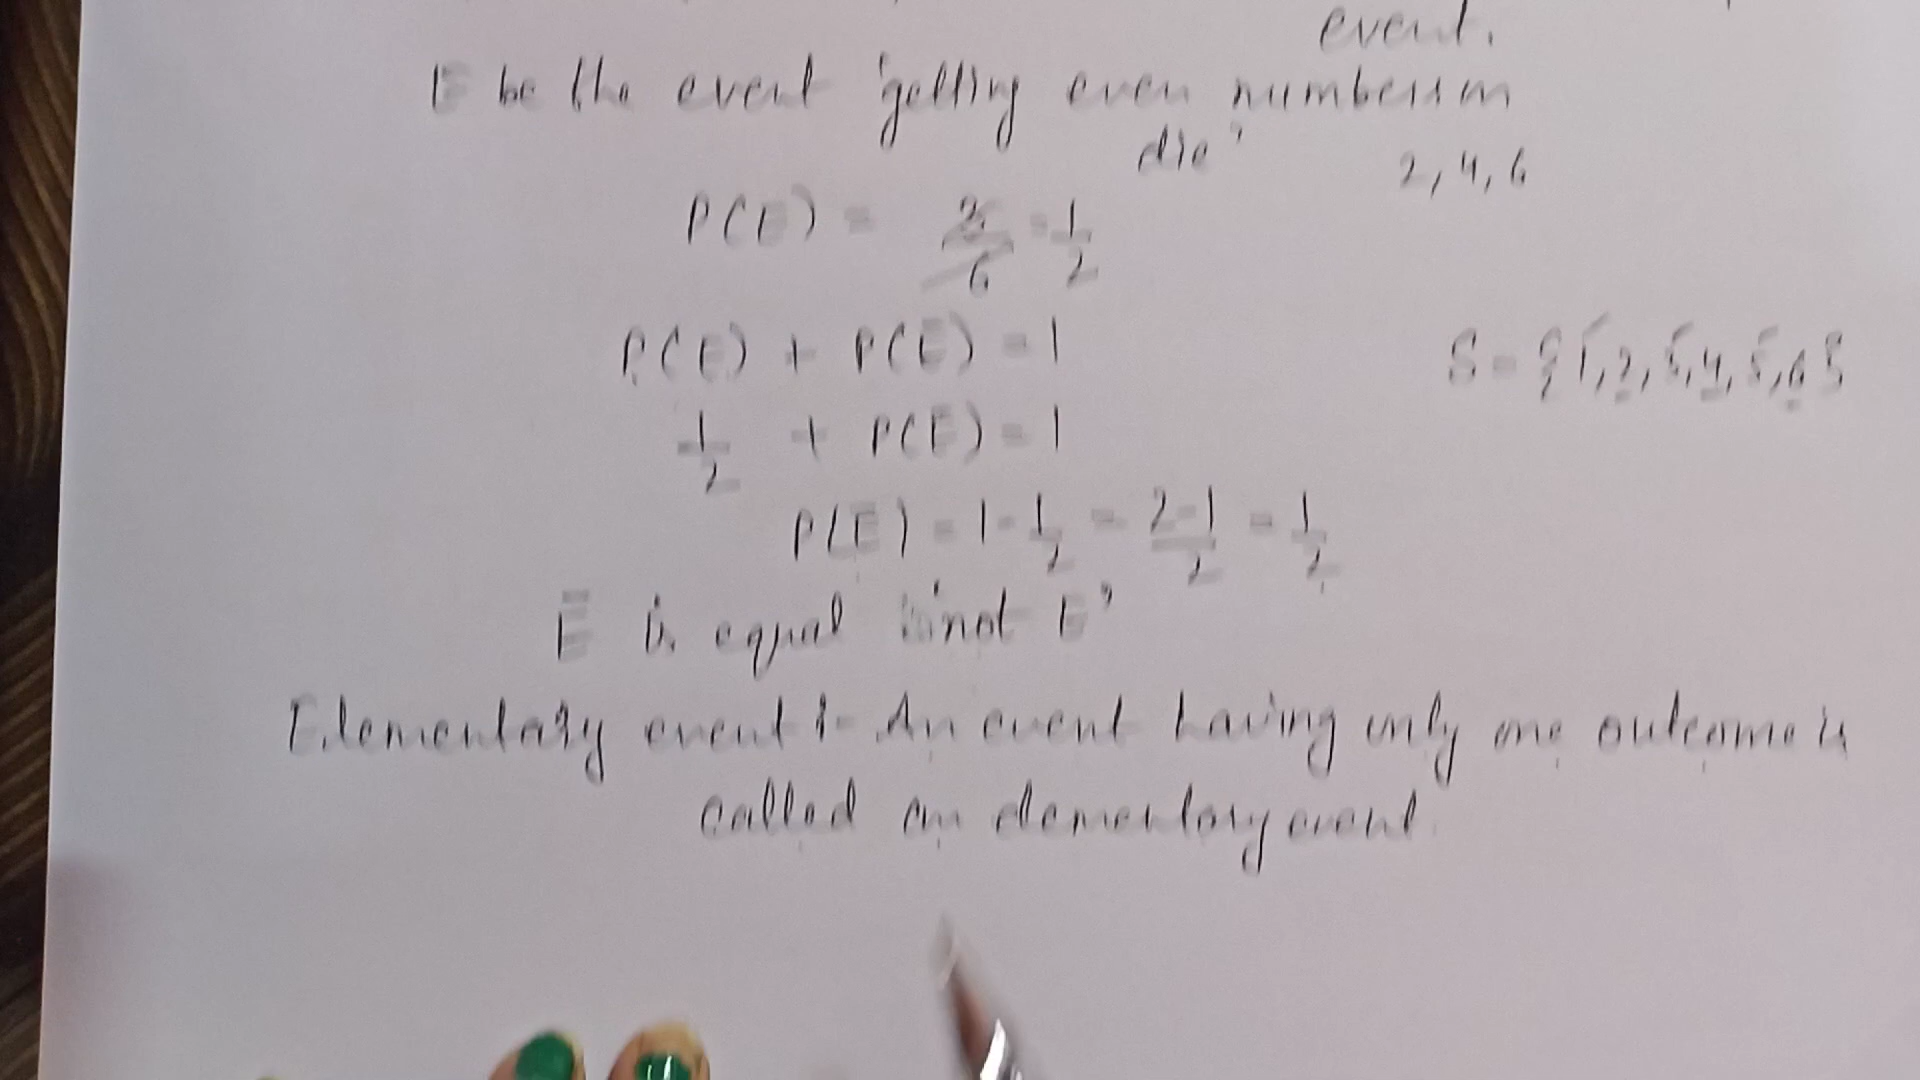 event.
E be the event 'getting even numbers in
die'
2, 4, 6
P(E) = 3/6 = 1/2
P(E) + P(Ē) = 1
S = {1, 2, 3, 4, 5, 6}
1/2 + P(Ē) = 1
P(Ē) = 1 - 1/2 = 2-1/2 = 1/2
Ē is equal 'not E'
Elementary event :- An event having only one outcome is
called an elementary event.